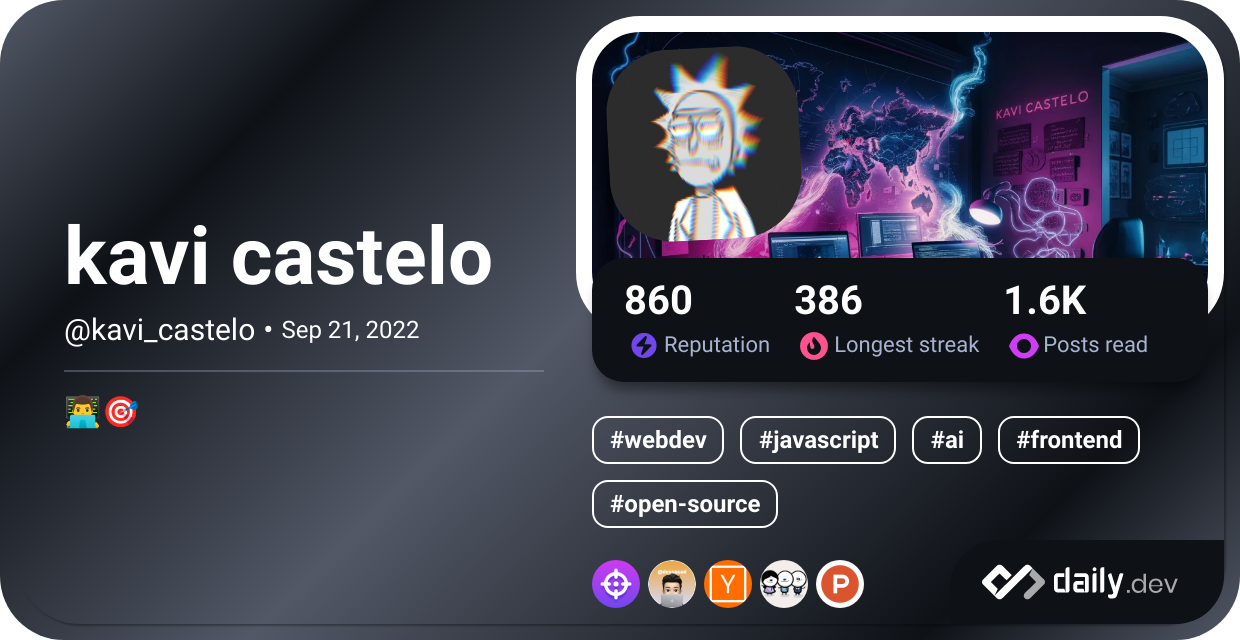 kavi castelo
@kavi_castelo • Sep 21, 2022
KAVI CASTELO
860
Reputation
386
Longest streak
1.6K
Posts read
#webdev
#javascript
#ai
#frontend
#open-source
Y
P
daily.dev